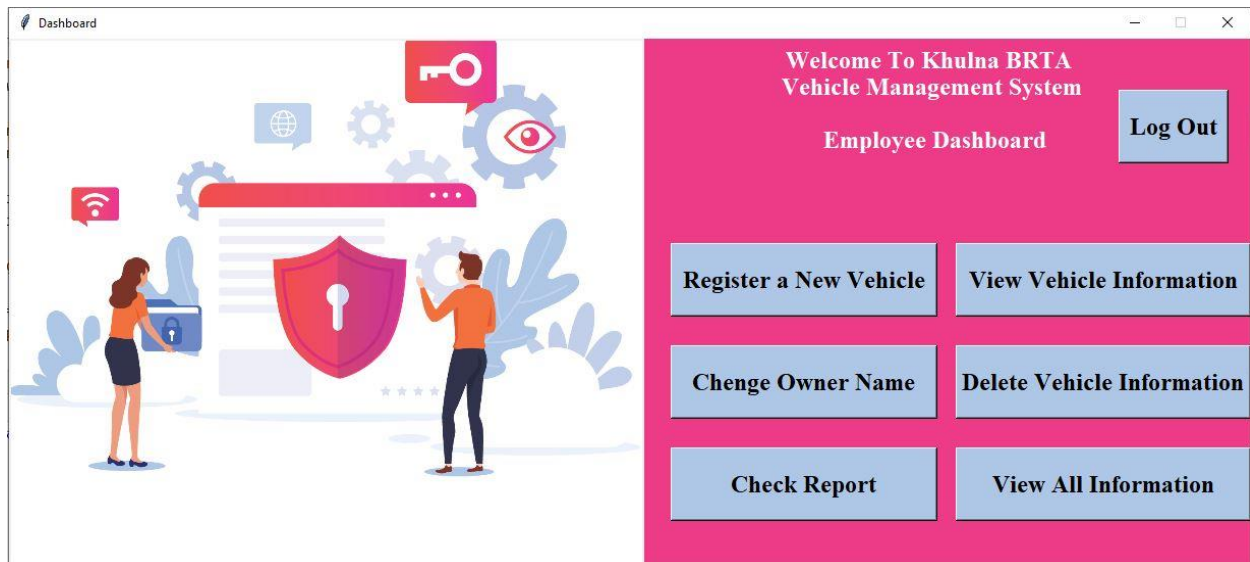 Dashboard
Welcome To Khulna BRTA
Vehicle Management System
Employee Dashboard
Log Out
Register a New Vehicle
View Vehicle Information
Chenge Owner Name
Delete Vehicle Information
Check Report
View All Information